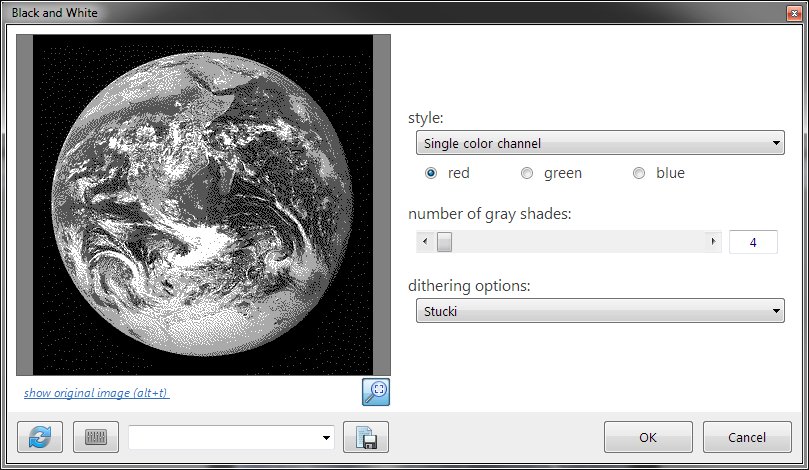 Black and White
style:
Single color channel
red green blue
number of gray shades:
4
dithering options:
Stucki
show original image (alt+t)
OK Cancel